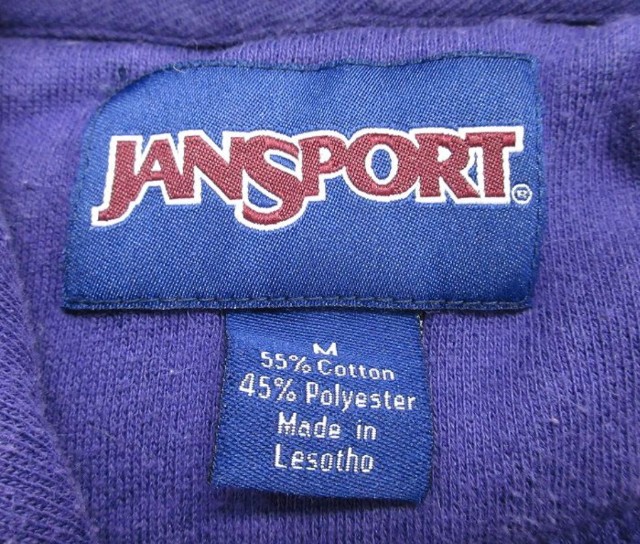 JANSPORT®
M
55% Cotton
45% Polyester
Made in
Lesotho